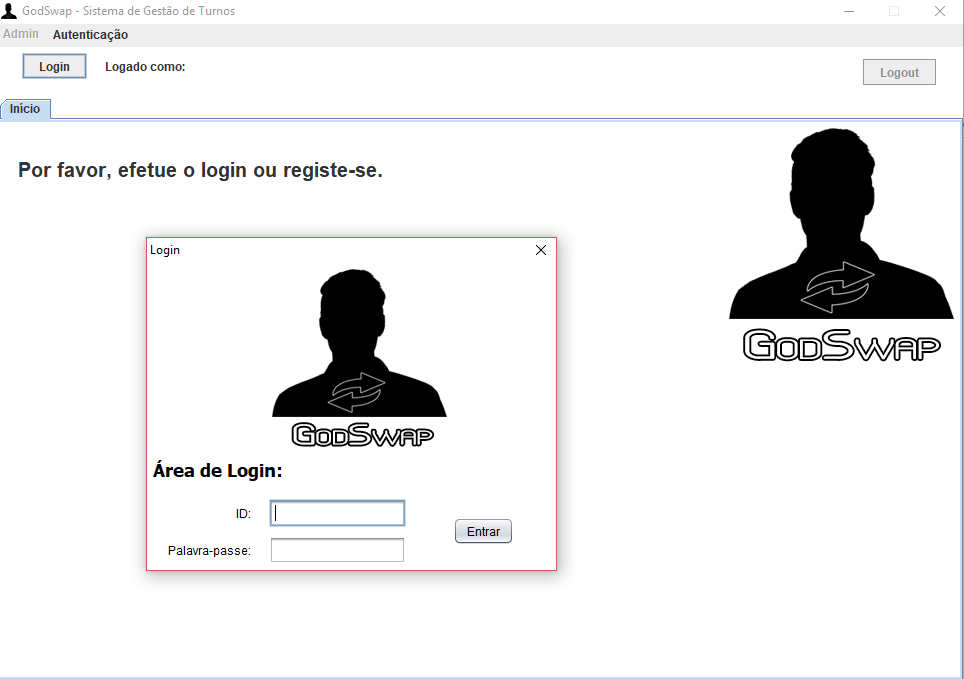 GodSwap - Sistema de Gestão de Turnos
Admin Autenticação
Login Logado como: Logout
Início
Por favor, efetue o login ou registe-se.
GODSWAP
Login
GODSWAP
Área de Login:
ID:
Entrar
Palavra-passe: